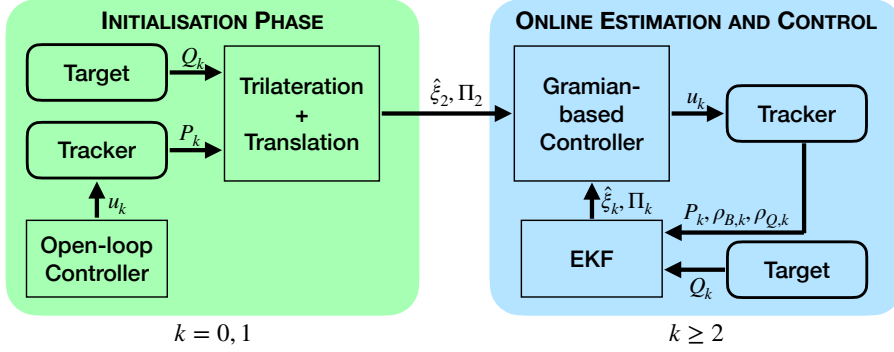 INITIALISATION PHASE
Target
Q_k
Trilateration
+
Translation
Tracker
P_k
u_k
Open-loop
Controller
k = 0, 1
ξ̂_2, Π_2
ONLINE ESTIMATION AND CONTROL
Gramian-
based
Controller
u_k
Tracker
ξ̂_k, Π_k
P_k, ρ_{B,k}, ρ_{Q,k}
EKF
Target
Q_k
k ≥ 2